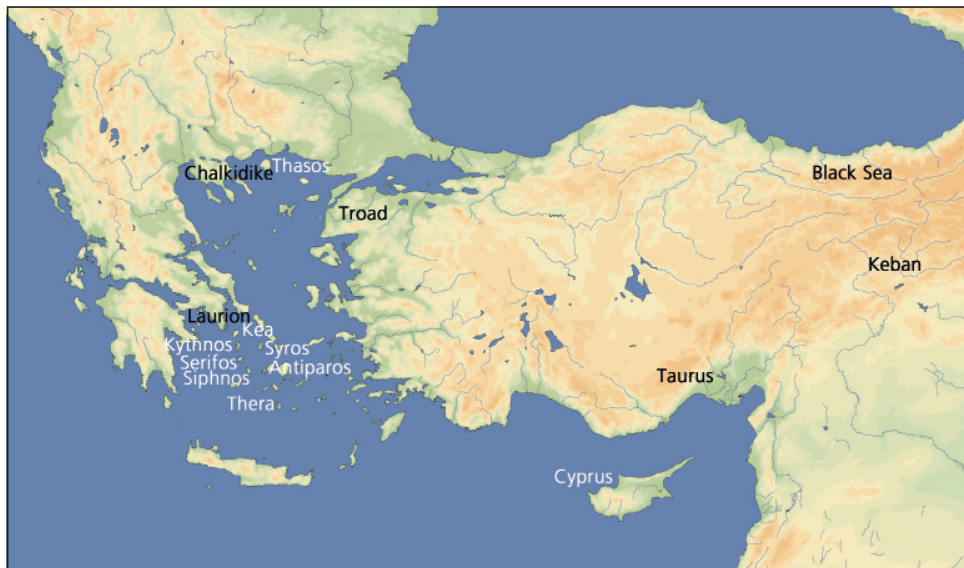 Thasos
Chalkidike
Black Sea
Troad
Keban
Laurion
Kea
Kythnos
Syros
Serifos
Antiparos
Siphnos
Taurus
Thera
Cyprus